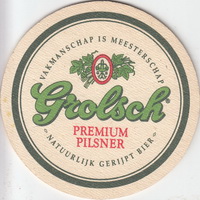 VAKMANSCHAP IS MEESTERSCHAP
Grolsch
PREMIUM
PILSNER
NATUURLIJK GERIJPT BIER